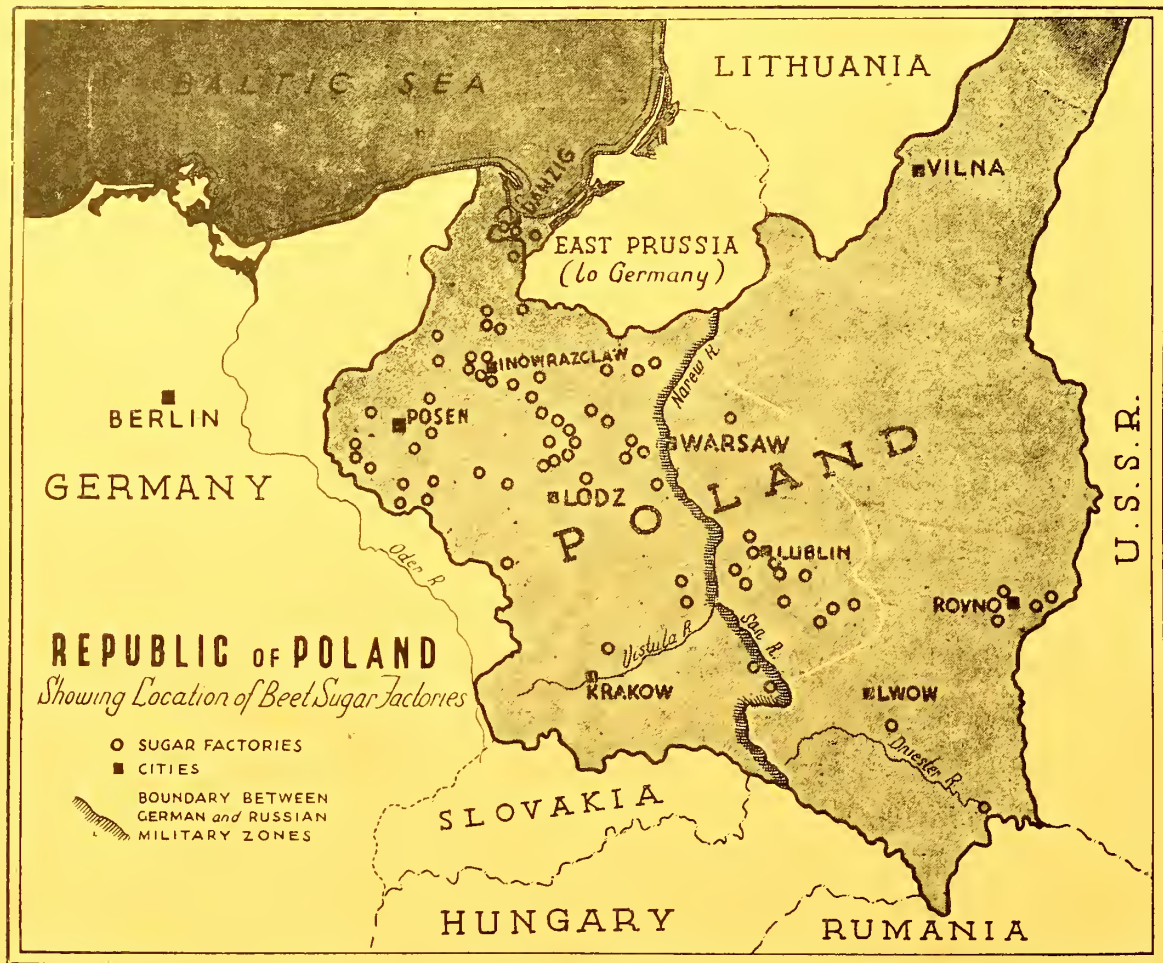 BALTIC SEA
LITHUANIA
VILNA
DANZIG
EAST PRUSSIA
(to Germany)
INOWRAZCLAW
Narew R.
BERLIN
POSEN
WARSAW
GERMANY
LODZ
POLAND
U.S.S.R.
Oder R.
LUBLIN
ROVNO
REPUBLIC OF POLAND
Showing Location of Beet Sugar Factories
Vistula R.
San R.
KRAKOW
LWOW
SUGAR FACTORIES
CITIES
BOUNDARY BETWEEN
GERMAN and RUSSIAN
MILITARY ZONES
Dniester R.
SLOVAKIA
HUNGARY
RUMANIA